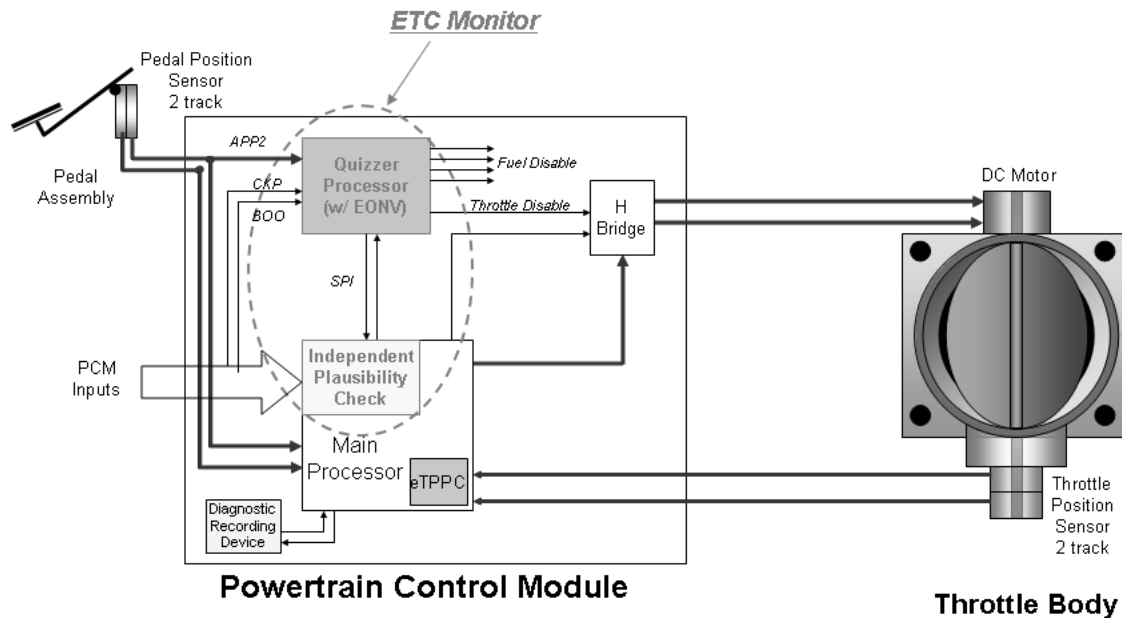 ETC Monitor
Pedal Position
Sensor
2 track
Pedal
Assembly
APP2
CKP
BOO
Quizzer
Processor
(w/ EONV)
Fuel Disable
Throttle Disable
H
Bridge
DC Motor
SPI
PCM
Inputs
Independent
Plausibility
Check
Main
Processor
eTPPC
Diagnostic
Recording
Device
Throttle
Position
Sensor
2 track
Powertrain Control Module
Throttle Body